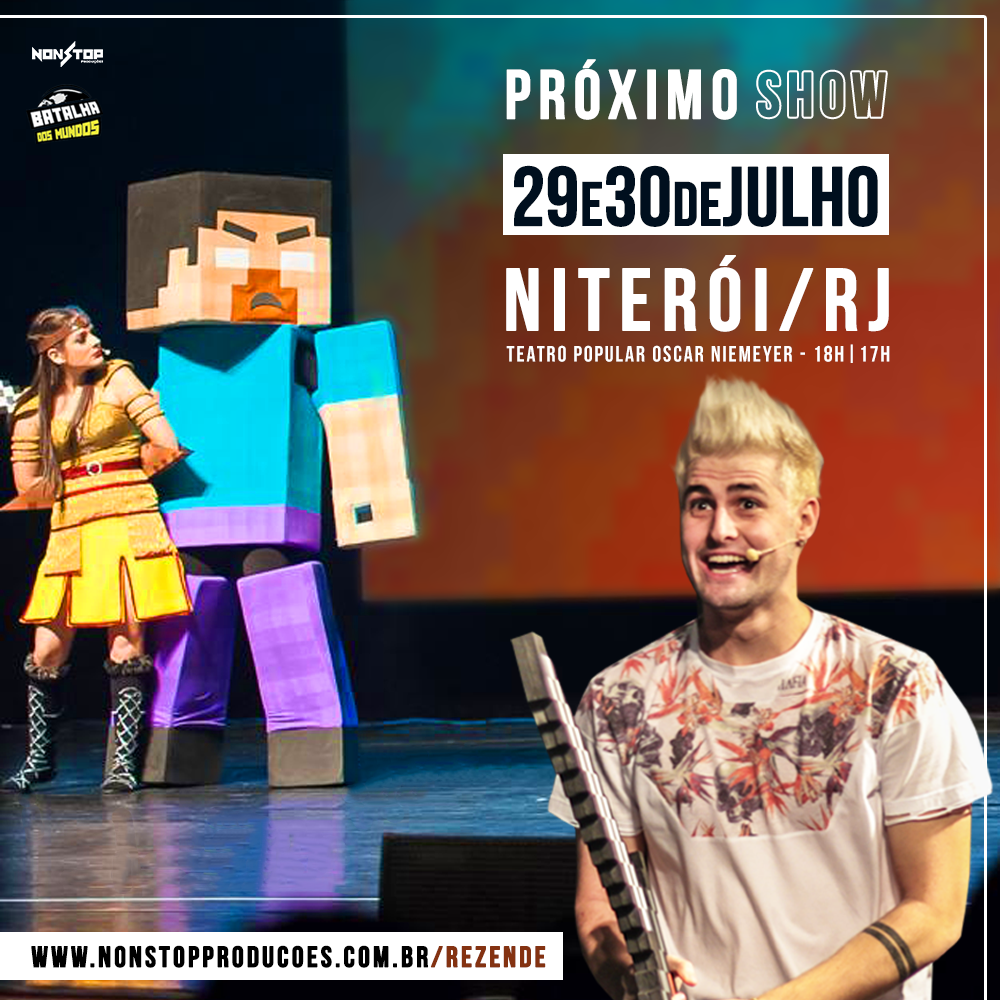 NONSTOP
PRODUÇÕES
BATALHA
DOS MUNDOS
PRÓXIMO SHOW
29E30DEJULHO
NITERÓI/RJ
TEATRO POPULAR OSCAR NIEMEYER - 18H|17H
WWW.NONSTOPPRODUCOES.COM.BR/REZENDE